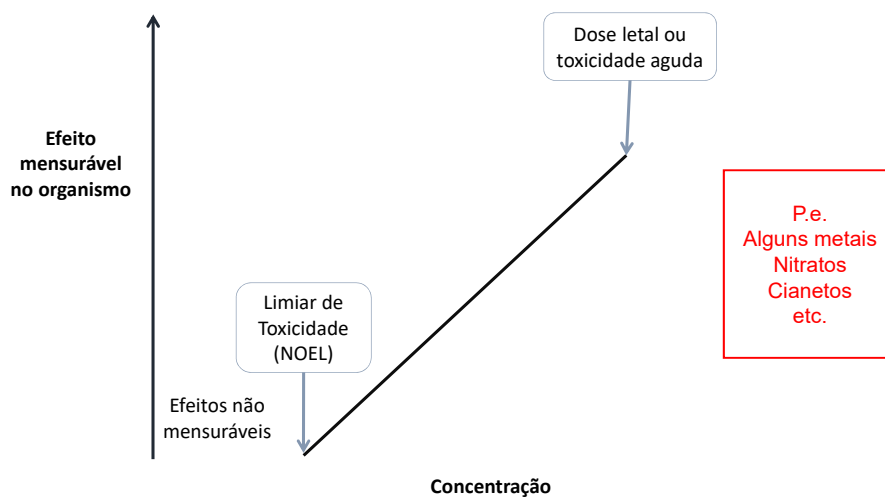 Dose letal ou
toxicidade aguda
Efeito
mensurável
no organismo
P.e.
Alguns metais
Nitratos
Cianetos
etc.
Limiar de
Toxicidade
(NOEL)
Efeitos não
mensuráveis
Concentração